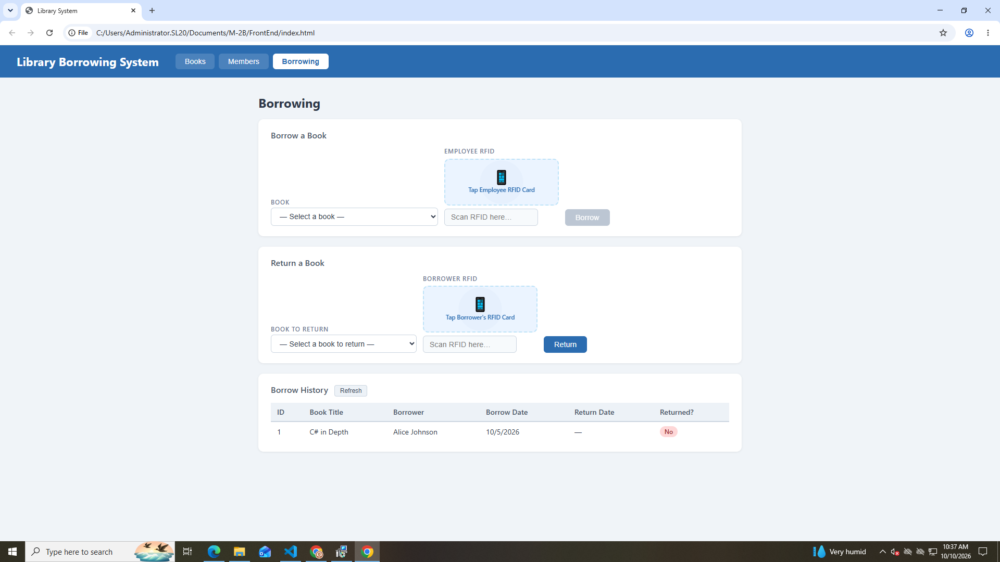 Library System
File
C:/Users/Administrator.SL20/Documents/M-2B/FrontEnd/index.html
Library Borrowing System
Books
Members
Borrowing
Borrowing
Borrow a Book
EMPLOYEE RFID
Tap Employee RFID Card
BOOK
— Select a book —
Scan RFID here...
Borrow
Return a Book
BORROWER RFID
Tap Borrower's RFID Card
BOOK TO RETURN
— Select a book to return —
Scan RFID here...
Return
Borrow History
Refresh
ID Book Title Borrower Borrow Date Return Date Returned?
1 C# in Depth Alice Johnson 10/5/2026 — No
Type here to search
Very humid
10:37 AM
10/10/2026